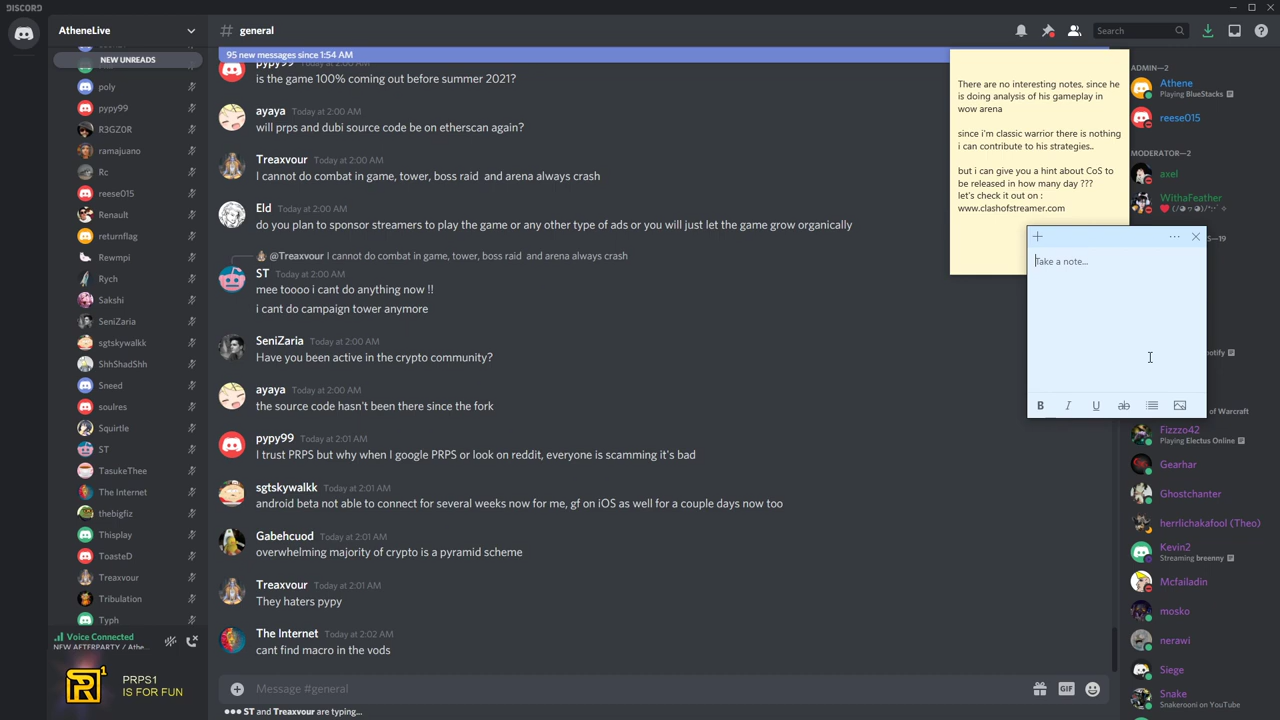 DISCORD
AtheneLive
# general
Search
NEW UNREADS
95 new messages since 1:54 AM
poly
pypy99
R3GZ0R
ramajuano
Rc
reese015
Renault
returnflag
Rewmpi
Rych
Sakshi
SeniZaria
sgtskywalkk
ShhShadShh
Sneed
soulres
Squirtle
ST
TasukeThee
The Internet
thebigfiz
Thisplay
ToasteD
Treaxvour
Tribulation
Typh
Voice Connected
NEW AFTERPARTY / Athe...
PRPS1
IS FOR FUN
pypy99 Today at 2:00 AM
is the game 100% coming out before summer 2021?
ayaya Today at 2:00 AM
will prps and dubi source code be on etherscan again?
Treaxvour Today at 2:00 AM
I cannot do combat in game, tower, boss raid and arena always crash
Eld Today at 2:00 AM
do you plan to sponsor streamers to play the game or any other type of ads or you will just let the game grow organically
@Treaxvour I cannot do combat in game, tower, boss raid and arena always crash
ST Today at 2:00 AM
mee toooo i cant do anything now !!
i cant do campaign tower anymore
SeniZaria Today at 2:00 AM
Have you been active in the crypto community?
ayaya Today at 2:00 AM
the source code hasn't been there since the fork
pypy99 Today at 2:01 AM
I trust PRPS but why when I google PRPS or look on reddit, everyone is scamming it's bad
sgtskywalkk Today at 2:01 AM
android beta not able to connect for several weeks now for me, gf on iOS as well for a couple days now too
Gabehcuod Today at 2:01 AM
overwhelming majority of crypto is a pyramid scheme
Treaxvour Today at 2:01 AM
They haters pypy
The Internet Today at 2:02 AM
cant find macro in the vods
Message #general
GIF
ST and Treaxvour are typing...
There are no interesting notes, since he
is doing analysis of his gameplay in
wow arena
since i'm classic warrior there is nothing
i can contribute to his strategies..
but i can give you a hint about CoS to
be released in how many day ???
let's check it out on :
www.clashofstreamer.com
Take a note...
B I U ab
ADMIN—2
Athene
Playing BlueStacks
reese015
MODERATOR—2
axel
WithaFeather
S—19
otify
of Warcraft
Fizzzo42
Playing Electus Online
Gearhar
Ghostchanter
herrlichakafool (Theo)
Kevin2
Streaming breenny
Mcfailadin
mosko
nerawi
Siege
Snake
Snakerooni on YouTube